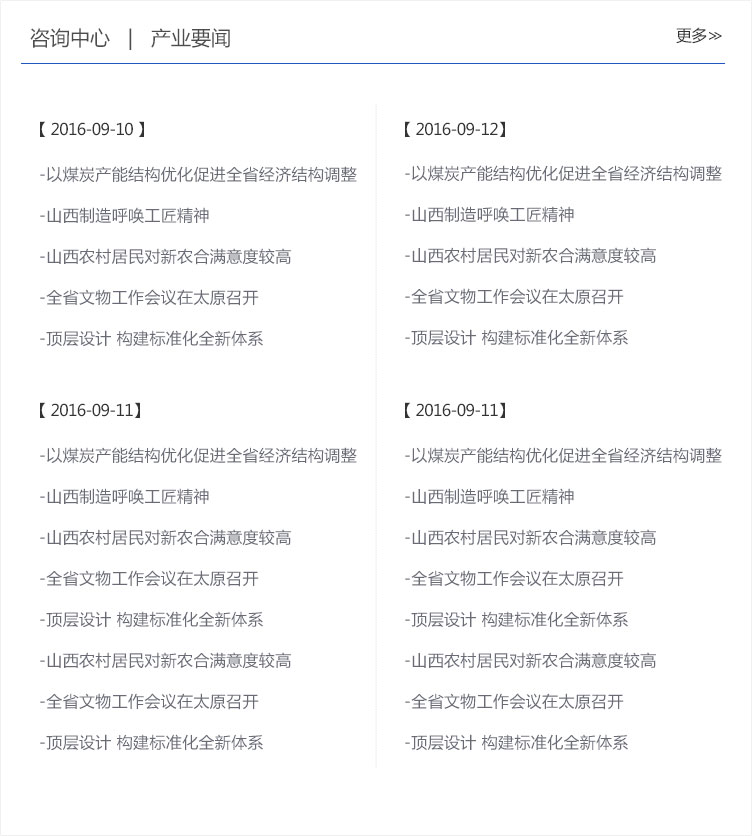 咨询中心 | 产业要闻
更多>>
【 2016-09-10 】
-以煤炭产能结构优化促进全省经济结构调整
-山西制造呼唤工匠精神
-山西农村居民对新农合满意度较高
-全省文物工作会议在太原召开
-顶层设计 构建标准化全新体系
【 2016-09-11】
-以煤炭产能结构优化促进全省经济结构调整
-山西制造呼唤工匠精神
-山西农村居民对新农合满意度较高
-全省文物工作会议在太原召开
-顶层设计 构建标准化全新体系
-山西农村居民对新农合满意度较高
-全省文物工作会议在太原召开
-顶层设计 构建标准化全新体系
【 2016-09-12】
-以煤炭产能结构优化促进全省经济结构调整
-山西制造呼唤工匠精神
-山西农村居民对新农合满意度较高
-全省文物工作会议在太原召开
-顶层设计 构建标准化全新体系
【 2016-09-11】
-以煤炭产能结构优化促进全省经济结构调整
-山西制造呼唤工匠精神
-山西农村居民对新农合满意度较高
-全省文物工作会议在太原召开
-顶层设计 构建标准化全新体系
-山西农村居民对新农合满意度较高
-全省文物工作会议在太原召开
-顶层设计 构建标准化全新体系